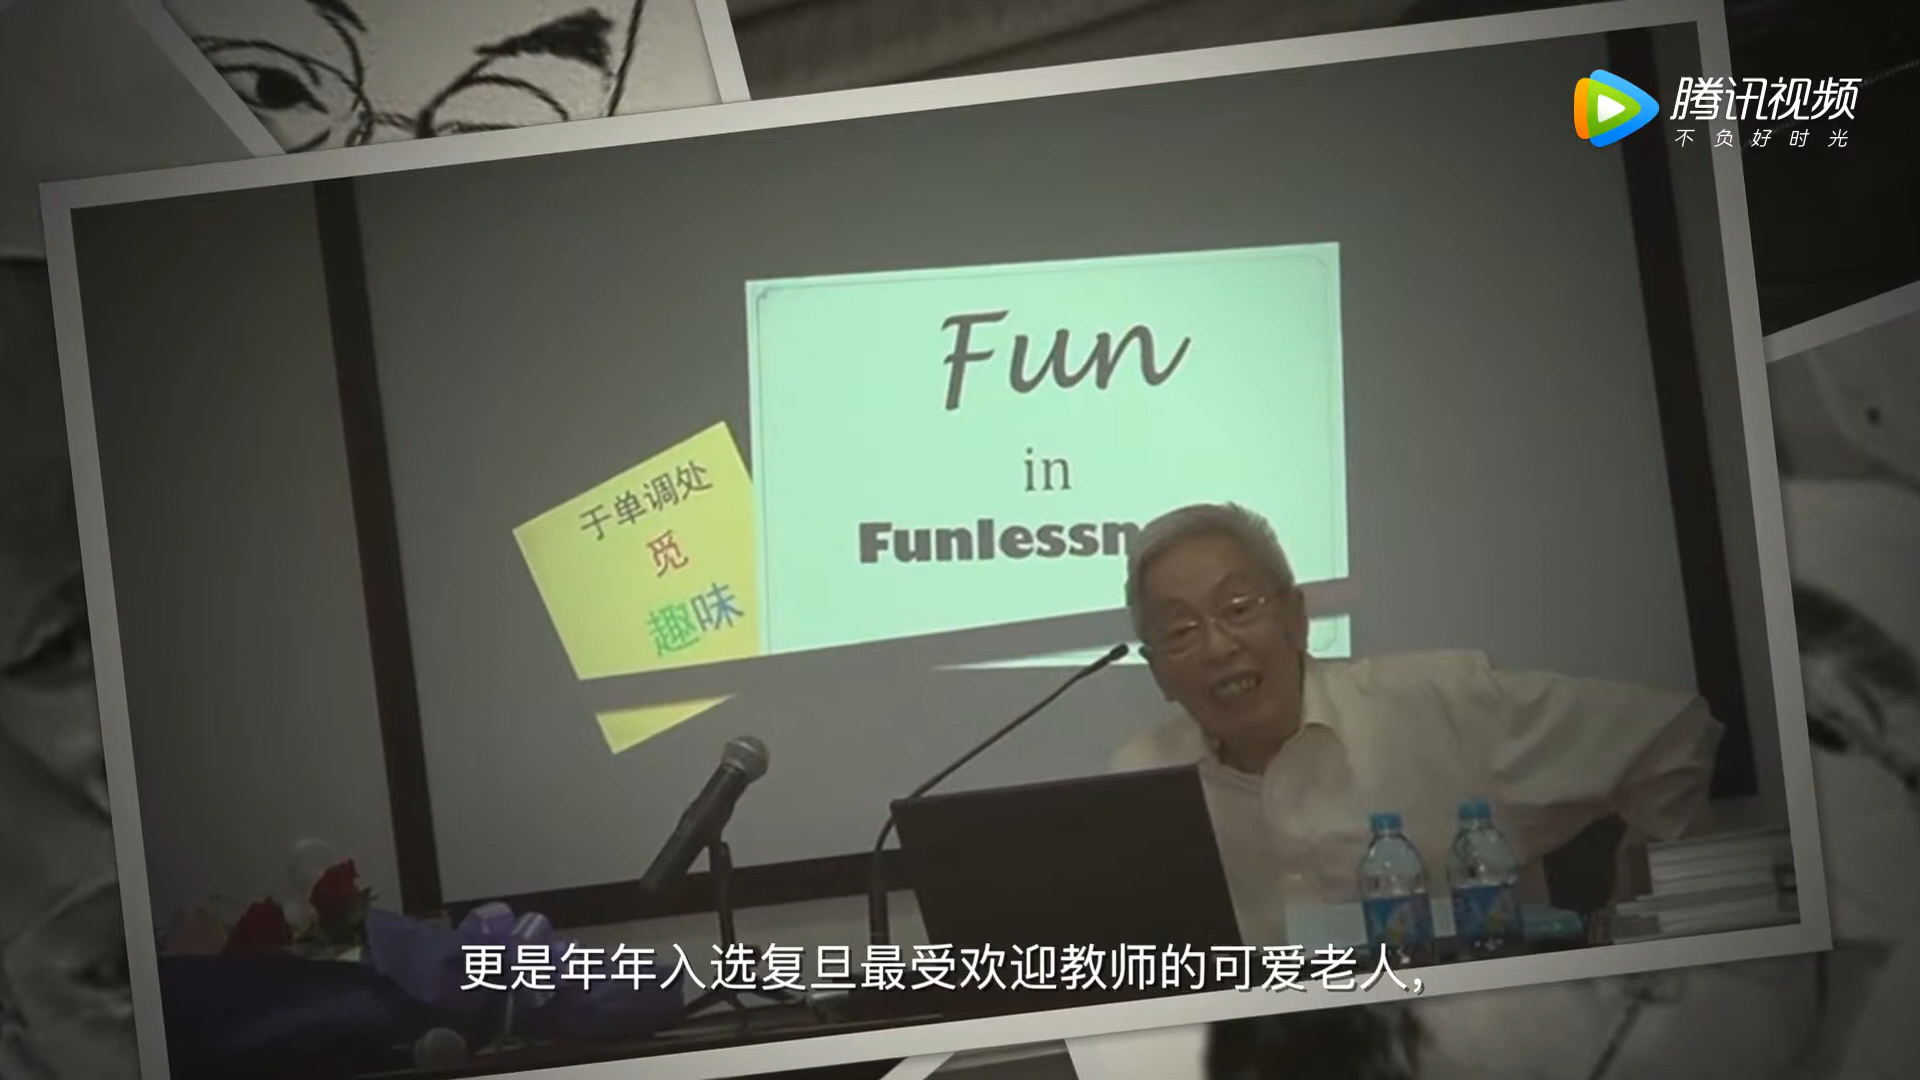 腾讯视频
不负好时光
Fun
in
Funlessn
于单调处
觅
趣味
更是年年入选复旦最受欢迎教师的可爱老人,